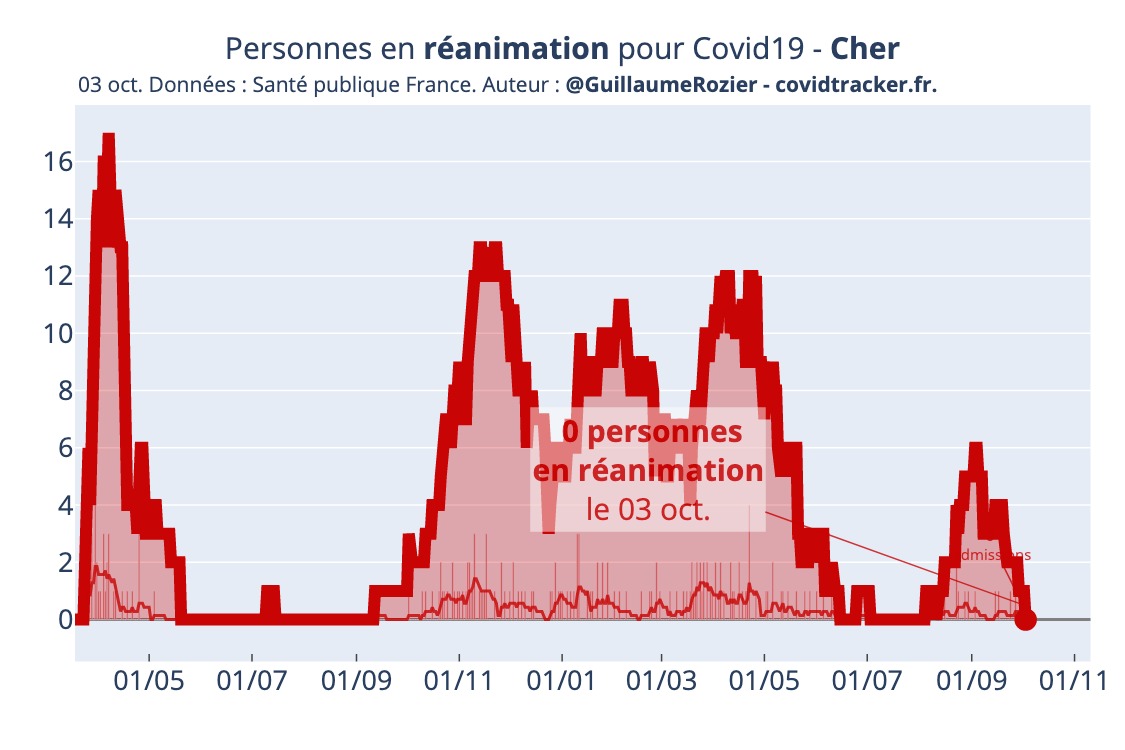 Personnes en réanimation pour Covid19 - Cher
03 oct. Données : Santé publique France. Auteur : @GuillaumeRozier - covidtracker.fr.
16
14
12
10
8
6
4
2
0
0 personnes
en réanimation
le 03 oct.
01/05 01/07 01/09 01/11 01/01 01/03 01/05 01/07 01/09 01/11